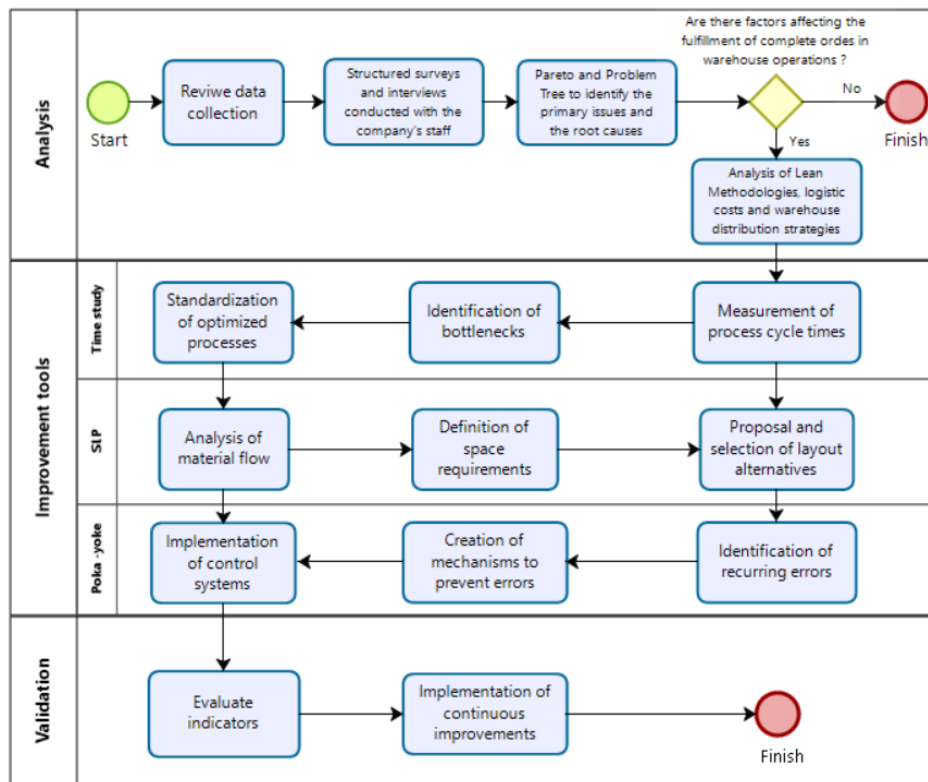 Are there factors affecting the
fulfillment of complete ordes in
warehouse operations ?
Analysis
Start
Reviwe data
collection
Structured surveys
and interviews
conducted with the
company's staff
Pareto and Problem
Tree to identify the
primary issues and
the root causes
No
Finish
Yes
Analysis of Lean
Methodologies, logistic
costs and warehouse
distribution strategies
Improvement tools
Time study
Standardization
of optimized
processes
Identification of
bottlenecks
Measurement of
process cycle times
SLP
Analysis of
material flow
Definition of
space
requirements
Proposal and
selection of layout
alternatives
Poka -yoke
Implementation
of control
systems
Creation of
mechanisms to
prevent errors
Identification of
recurring errors
Validation
Evaluate
indicators
Implementation of
continuous
improvements
Finish